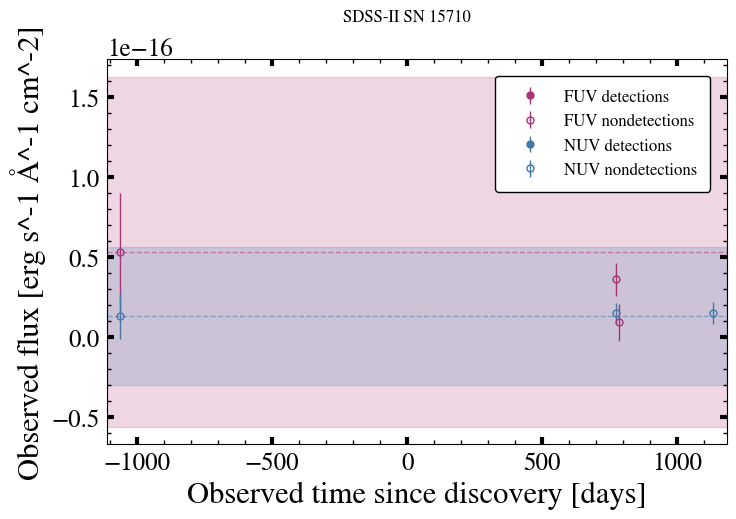 SDSS-II SN 15710
1e−16
Observed flux [erg s^-1 Å^-1 cm^-2]
1.5
1.0
0.5
0.0
−0.5
FUV detections
FUV nondetections
NUV detections
NUV nondetections
−1000 −500 0 500 1000
Observed time since discovery [days]